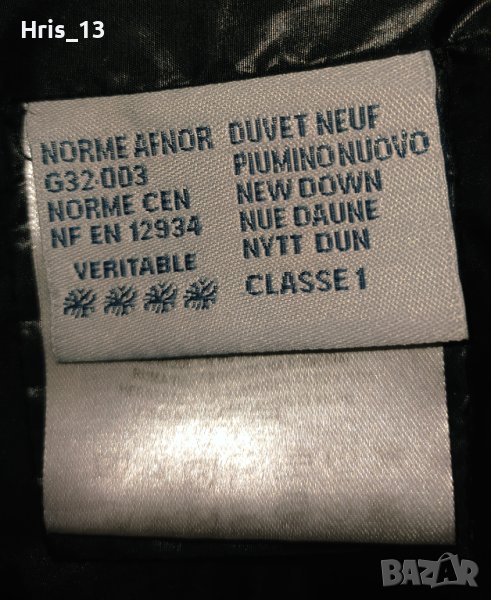 Hris_13
NORME AFNOR
G32-003
NORME CEN
NF EN 12934
VERITABLE
DUVET NEUF
PIUMINO NUOVO
NEW DOWN
NUE DAUNE
NYTT DUN
CLASSE 1
BAZAR